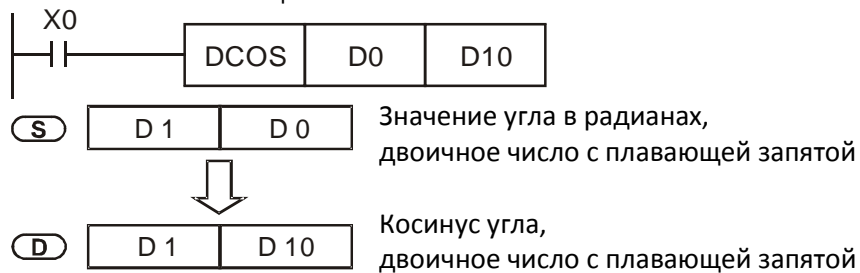 X0
DCOS D0 D10
S D 1 D 0 Значение угла в радианах,
двоичное число с плавающей запятой
D D 1 D 10 Косинус угла,
двоичное число с плавающей запятой